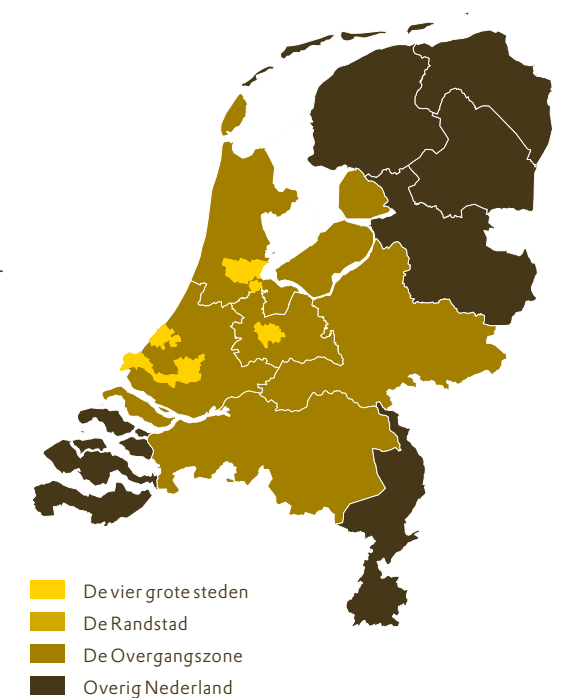 De vier grote steden
De Randstad
De Overgangszone
Overig Nederland